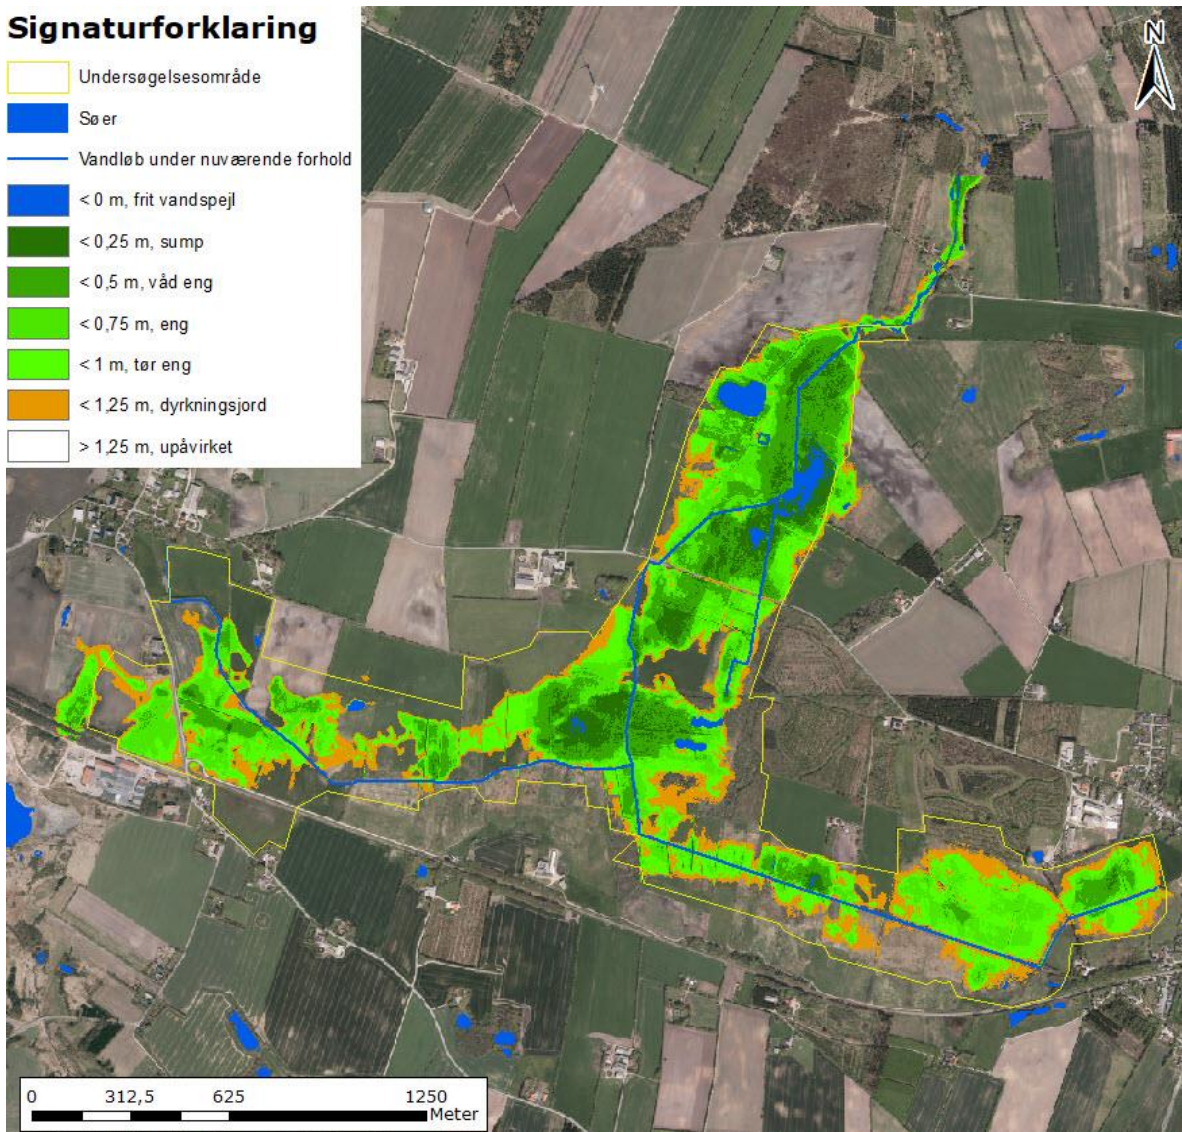 Signaturforklaring
Undersøgelsesområde
Søer
Vandløb under nuværende forhold
< 0 m, frit vandspejl
< 0,25 m, sump
< 0,5 m, våd eng
< 0,75 m, eng
< 1 m, tør eng
< 1,25 m, dyrkningsjord
> 1,25 m, upåvirket
N
0 312,5 625 1250
Meter